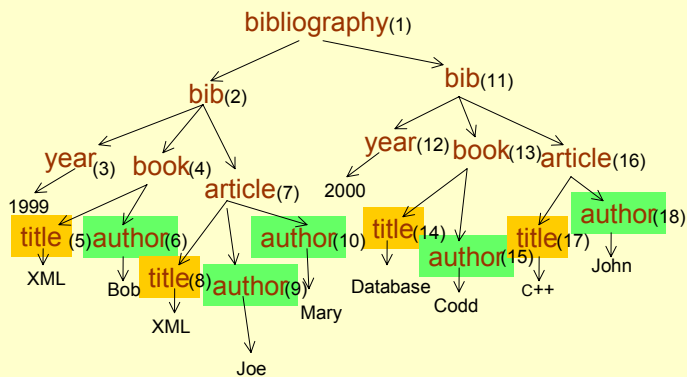 bibliography(1)
bib(2)
bib(11)
year(3)
book(4)
article(7)
year(12)
book(13)
article(16)
1999
2000
title(5)
author(6)
title(8)
author(9)
author(10)
title(14)
author(15)
title(17)
author(18)
XML
Bob
XML
Joe
Mary
Database
Codd
C++
John